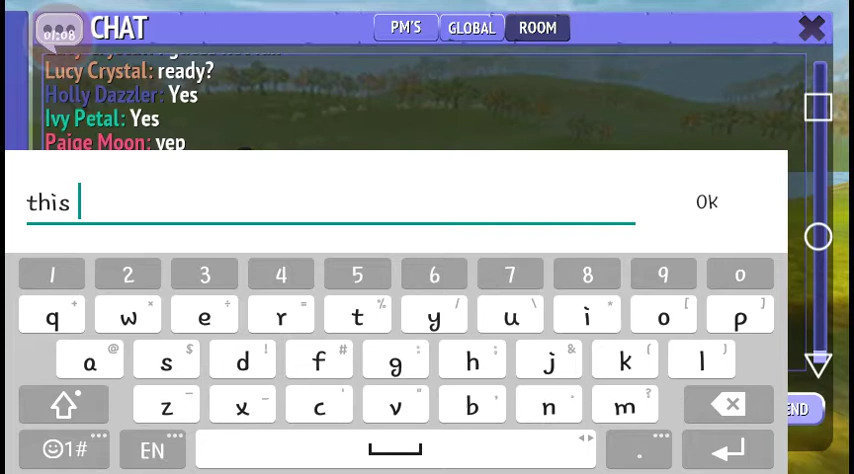 01:08
CHAT
PM'S
GLOBAL
ROOM
Lucy Crystal: ready?
Holly Dazzler: Yes
Ivy Petal: Yes
Paige Moon: yep
this
OK
1 2 3 4 5 6 7 8 9 0
q w e r t y u i o p
a s d f g h j k l
z x c v b n m
1# EN .
END